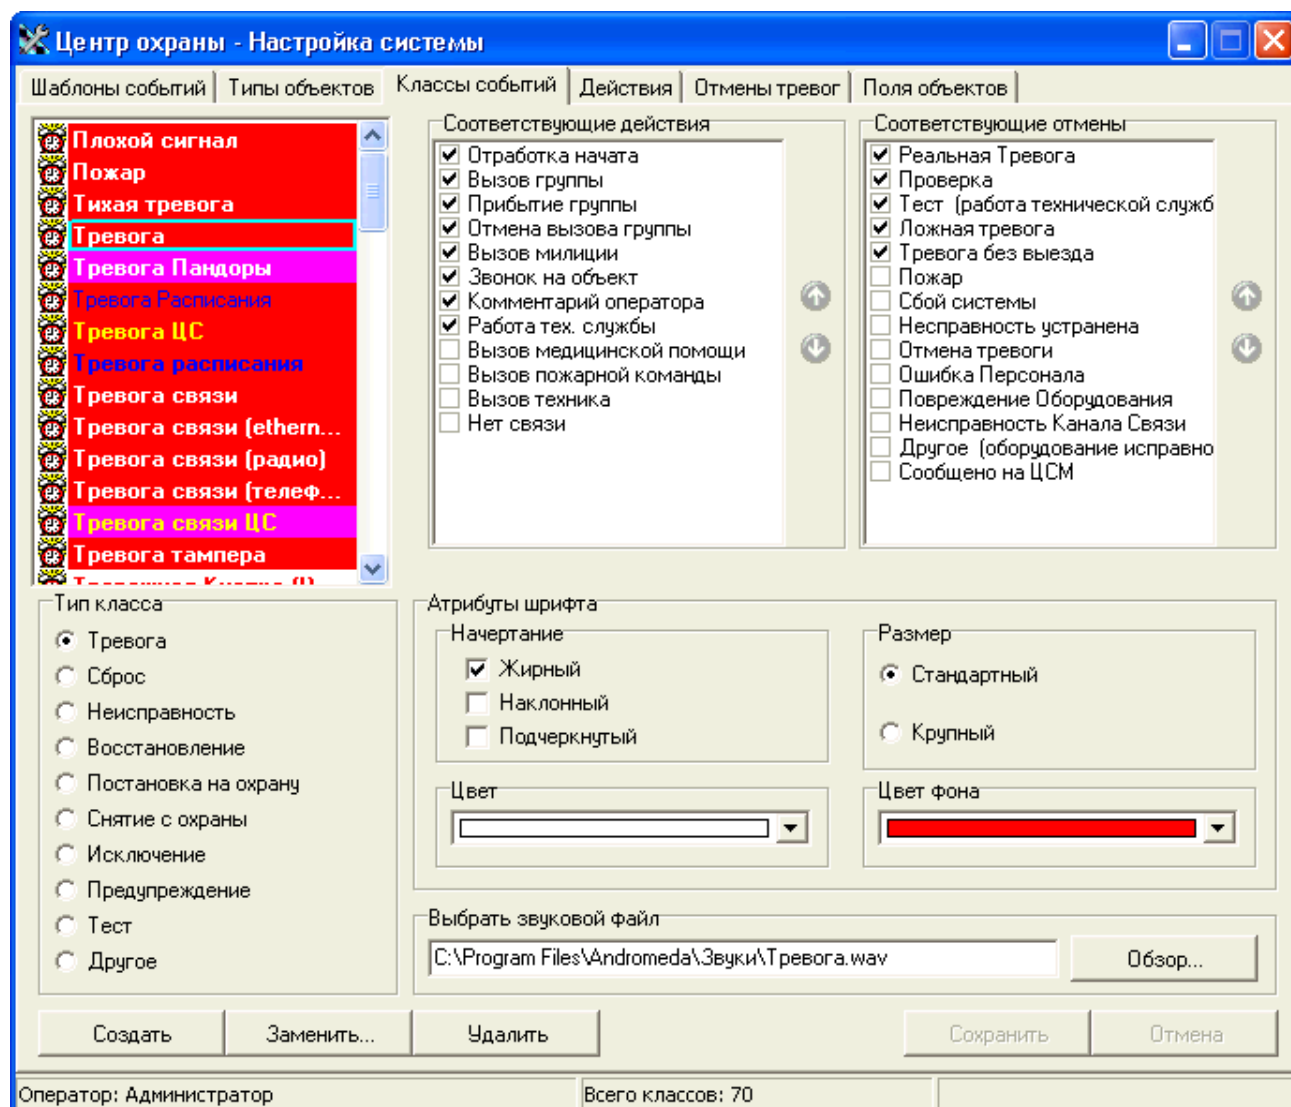 Центр охраны - Настройка системы
Шаблоны событий
Типы объектов
Классы событий
Действия
Отмены тревог
Поля объектов
Плохой сигнал
Пожар
Тихая тревога
Тревога
Тревога Пандоры
Тревога Расписания
Тревога ЦС
Тревога расписания
Тревога связи
Тревога связи (ethern...
Тревога связи (радио)
Тревога связи (телеф...
Тревога связи ЦС
Тревога тампера
Соответствующие действия
Отработка начата
Вызов группы
Прибытие группы
Отмена вызова группы
Вызов милиции
Звонок на объект
Комментарий оператора
Работа тех. службы
Вызов медицинской помощи
Вызов пожарной команды
Вызов техника
Нет связи
Соответствующие отмены
Реальная Тревога
Проверка
Тест (работа технической служб
Ложная тревога
Тревога без выезда
Пожар
Сбой системы
Несправность устранена
Отмена тревоги
Ошибка Персонала
Повреждение Оборудования
Неисправность Канала Связи
Другое (оборудование исправно
Сообщено на ЦСМ
Тип класса
Тревога
Сброс
Неисправность
Восстановление
Постановка на охрану
Снятие с охраны
Исключение
Предупреждение
Тест
Другое
Атрибуты шрифта
Начертание
Жирный
Наклонный
Подчеркнутый
Размер
Стандартный
Крупный
Цвет
Цвет фона
Выбрать звуковой файл
C:\Program Files\Andromeda\Звуки\Тревога.wav
Обзор...
Создать
Заменить...
Удалить
Сохранить
Отмена
Оператор: Администратор
Всего классов: 70